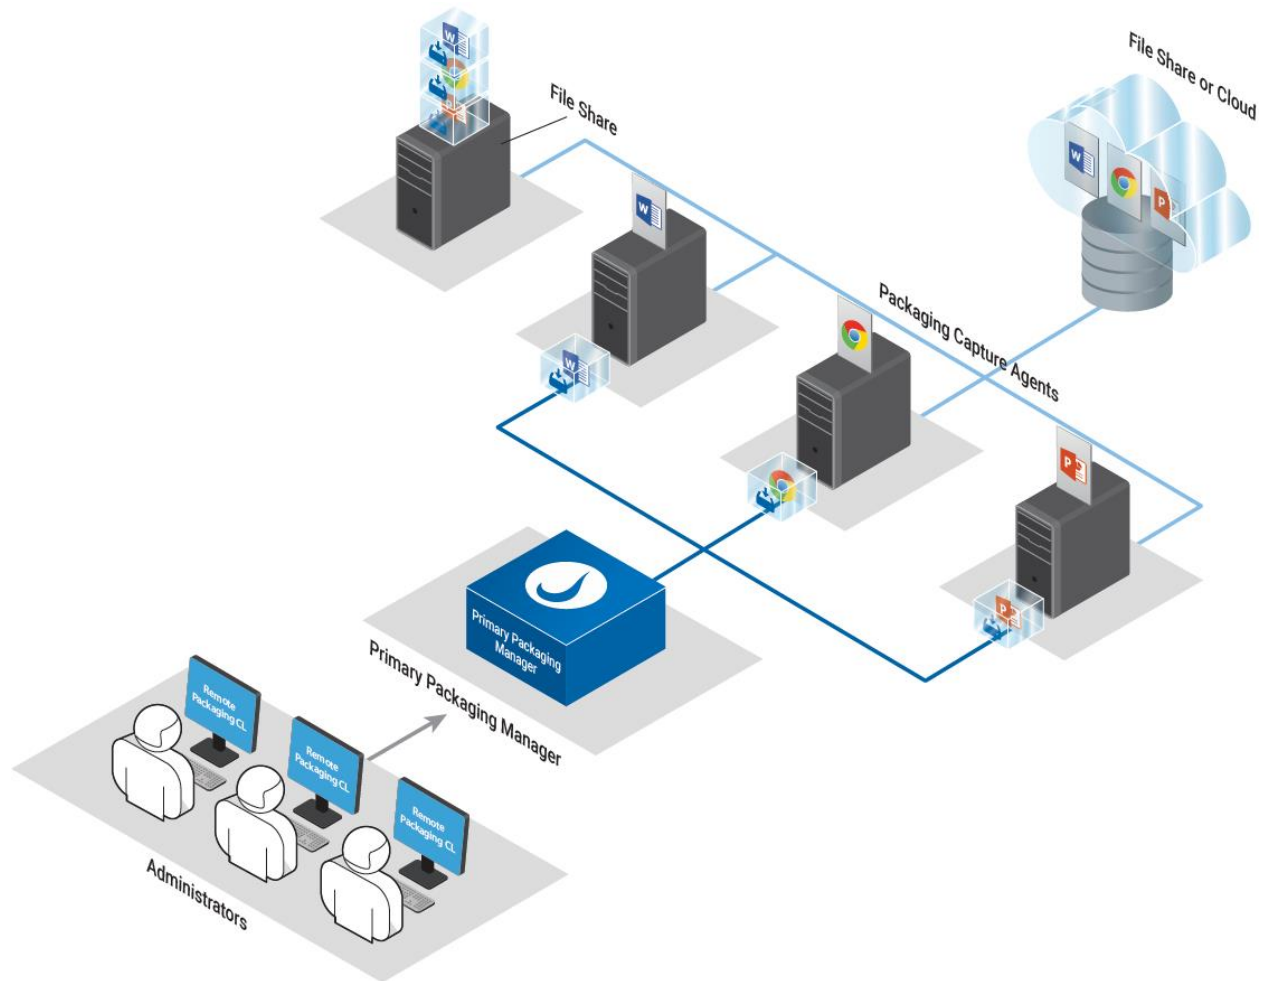 File Share
File Share or Cloud
W
W
W
P
P
P
P
W
Packaging Capture Agents
Primary Packaging
Manager
Primary Packaging Manager
Remote
Packaging CL
Remote
Packaging CL
Remote
Packaging CL
Administrators